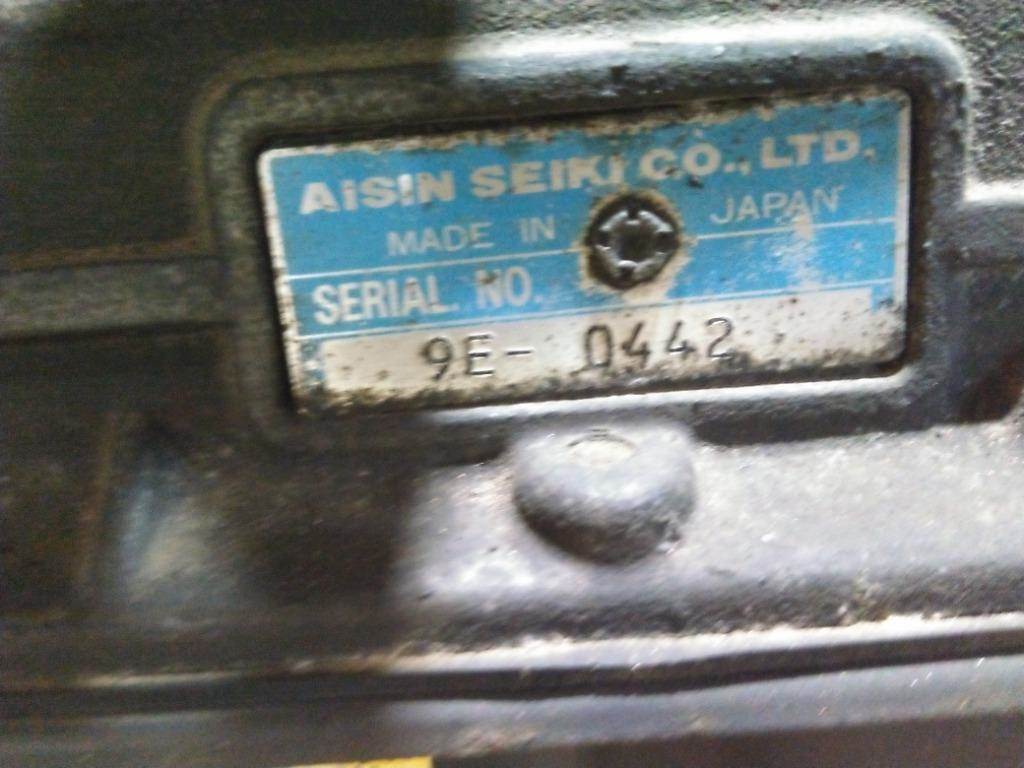 AiSIN SEIKI CO., LTD.
MADE IN JAPAN
SERIAL NO.
9E- 0442